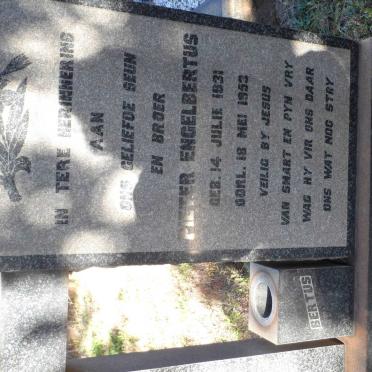 IN TERE HERINNERING
AAN
ONS GELIEFDE SEUN
EN BROER
PIETER ENGELBERTUS
GEB. 14 JULIE 1931
OORL. 18 MEI 1953
VEILIG BY JESUS
VAN SMART EN PYN VRY
WAG HY VIR ONS DAAR
ONS WAT NOG STRY
BERTUS